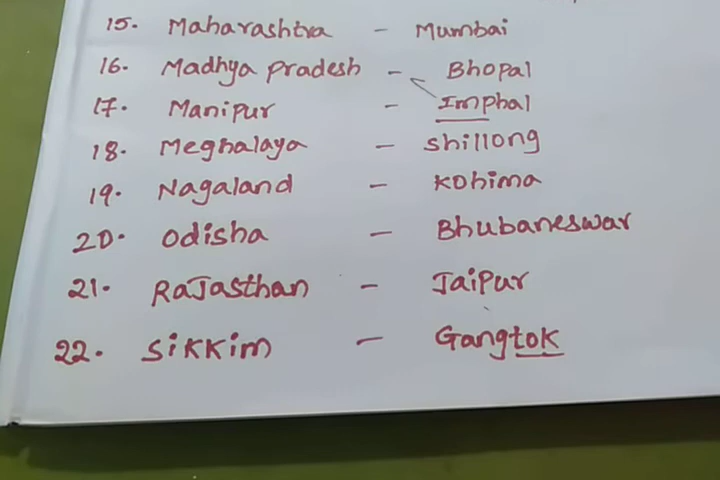 15. Maharashtra - Mumbai
16. Madhya Pradesh - Bhopal
17. Manipur - Imphal
18. Meghalaya - Shillong
19. Nagaland - Kohima
20. Odisha - Bhubaneswar
21. Rajasthan - Jaipur
22. Sikkim - Gangtok